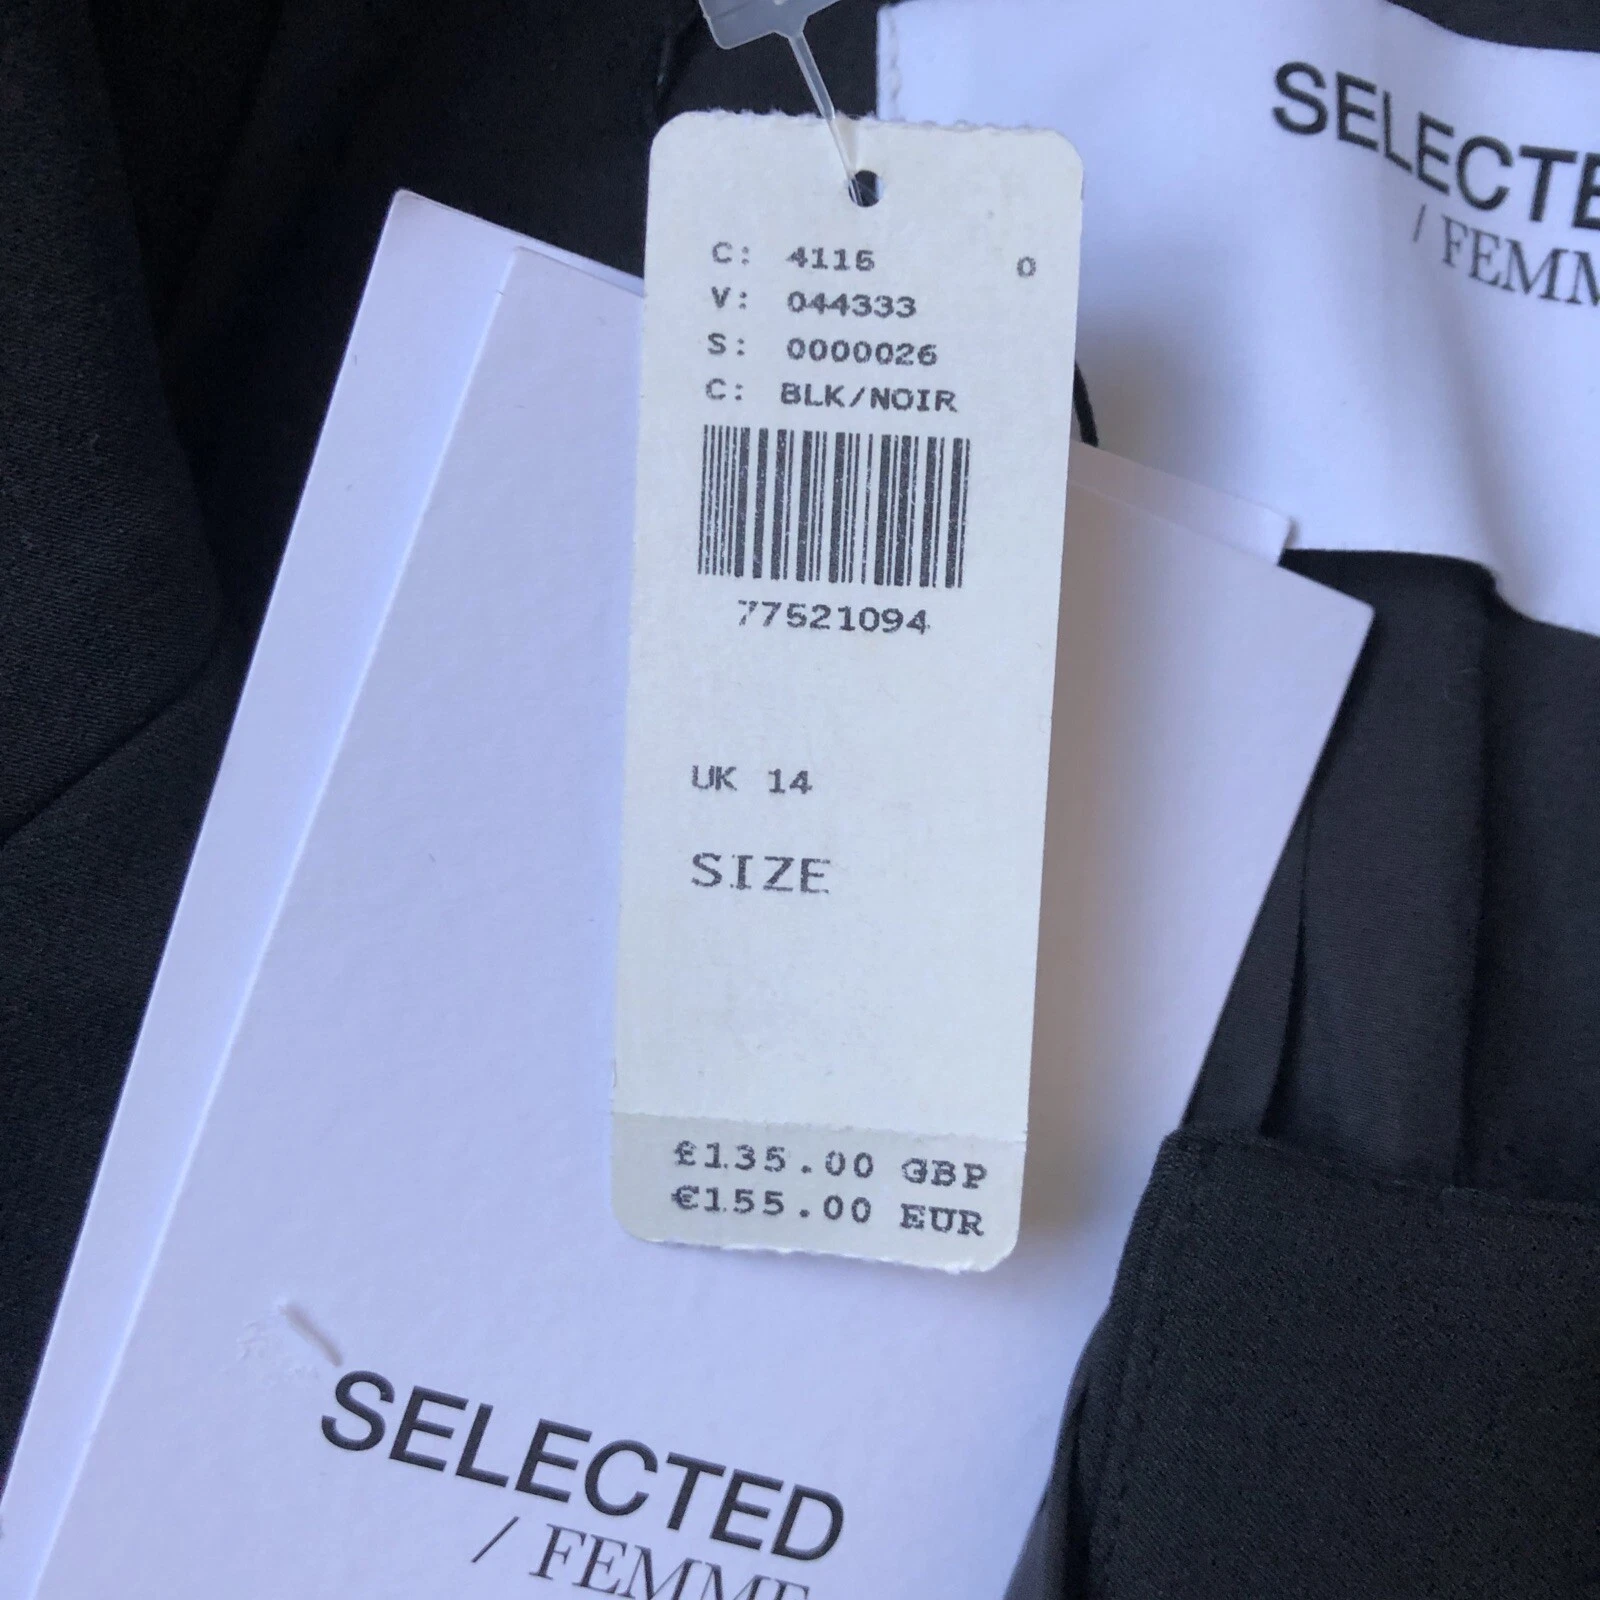 SELECTE
/ FEMM
C: 4115 0
V: 044333
S: 0000026
C: BLK/NOIR
77521094
UK 14
SIZE
£135.00 GBP
€155.00 EUR
SELECTED
/ FEMME